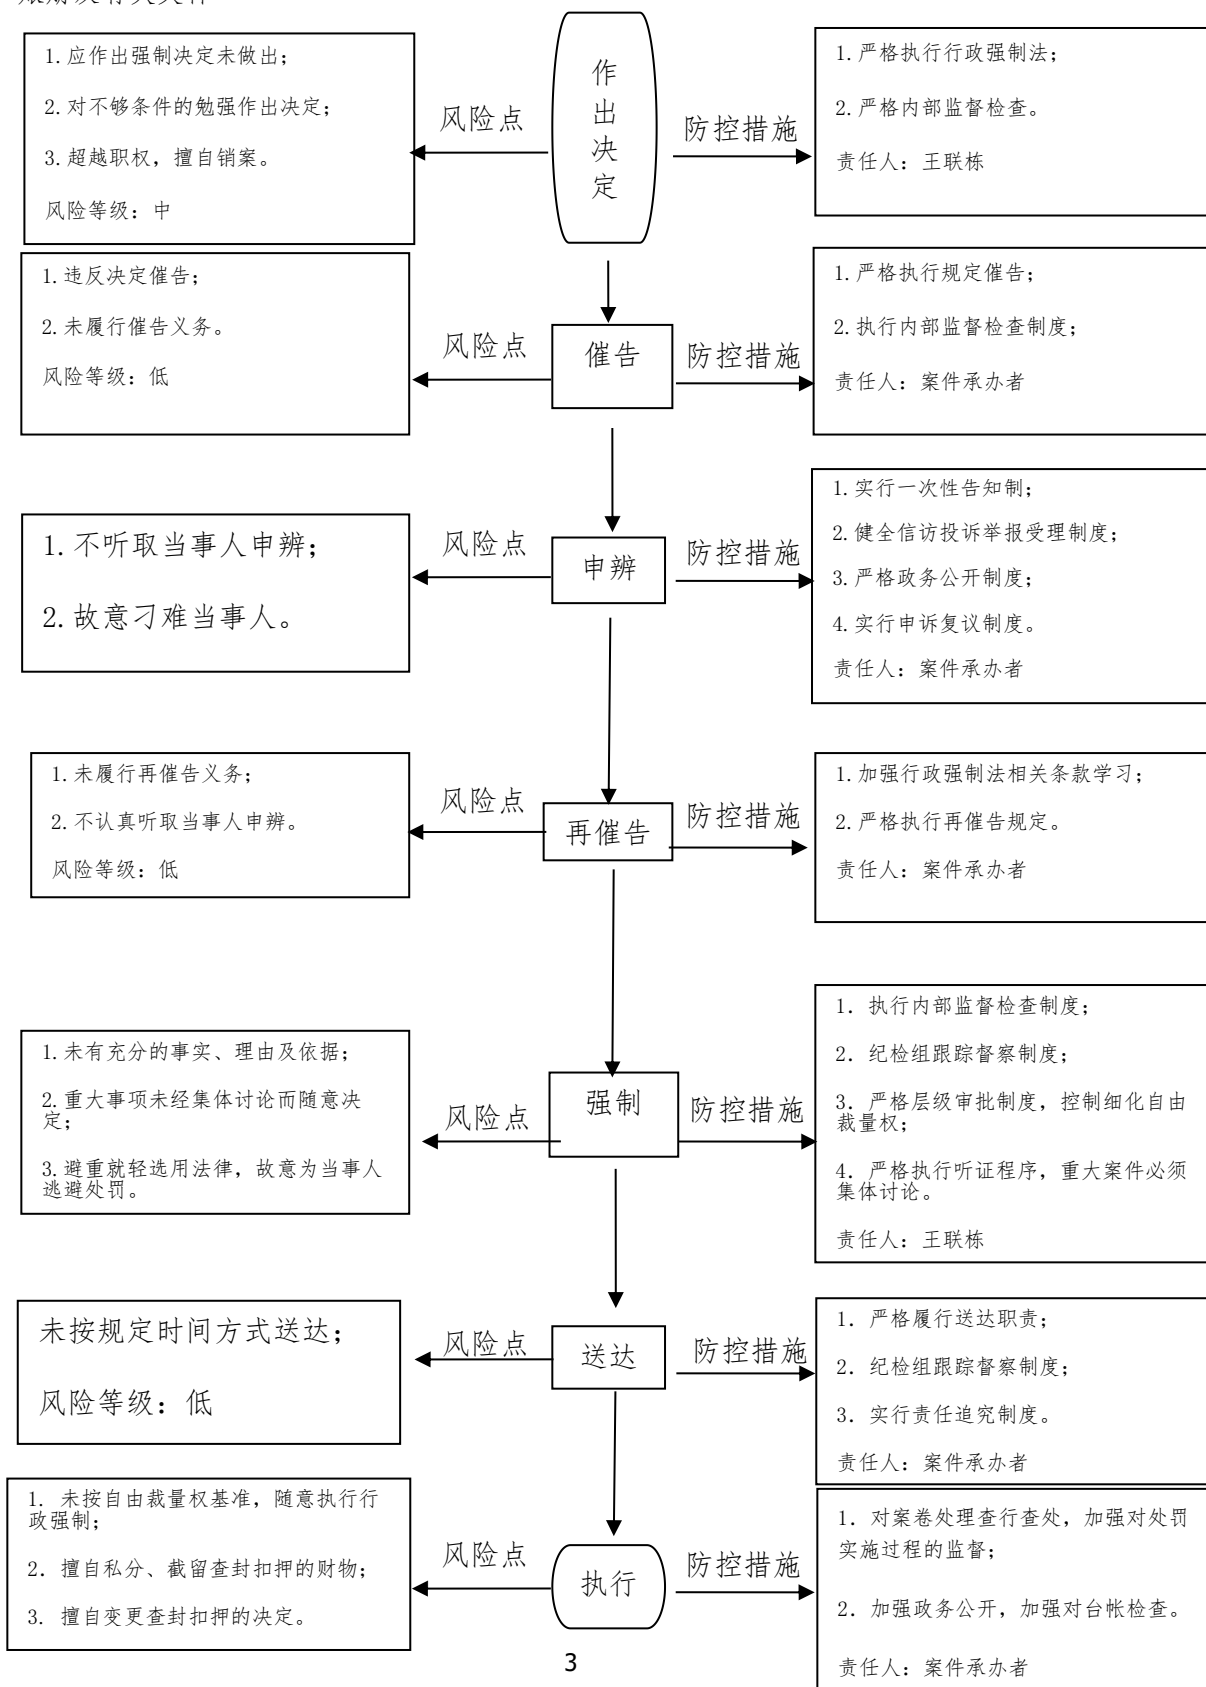 1.应作出强制决定未做出；
2.对不够条件的勉强作出决定；
3.超越职权，擅自销案。
风险等级：中
风险点
作
出
决
定
防控措施
1.严格执行行政强制法；
2.严格内部监督检查。
责任人：王联栋
1.违反决定催告；
2.未履行催告义务。
风险等级：低
风险点
催告
防控措施
1.严格执行规定催告；
2.执行内部监督检查制度；
责任人：案件承办者
1.不听取当事人申辨；
2.故意刁难当事人。
风险点
申辨
防控措施
1.实行一次性告知制；
2.健全信访投诉举报受理制度；
3.严格政务公开制度；
4.实行申诉复议制度。
责任人：案件承办者
1.未履行再催告义务；
2.不认真听取当事人申辨。
风险等级：低
风险点
再催告
防控措施
1.加强行政强制法相关条款学习；
2.严格执行再催告规定。
责任人：案件承办者
1.未有充分的事实、理由及依据；
2.重大事项未经集体讨论而随意决
定；
3.避重就轻选用法律，故意为当事人
逃避处罚。
风险点
强制
防控措施
1. 执行内部监督检查制度；
2. 纪检组跟踪督察制度；
3. 严格层级审批制度，控制细化自由
裁量权；
4. 严格执行听证程序，重大案件必须
集体讨论。
责任人：王联栋
未按规定时间方式送达；
风险等级：低
风险点
送达
防控措施
1. 严格履行送达职责；
2. 纪检组跟踪督察制度；
3. 实行责任追究制度。
责任人：案件承办者
1. 未按自由裁量权基准，随意执行行
政强制；
2. 擅自私分、截留查封扣押的财物；
3. 擅自变更查封扣押的决定。
风险点
执行
防控措施
1. 对案卷处理查行查处，加强对处罚
实施过程的监督；
2. 加强政务公开，加强对台帐检查。
责任人：案件承办者
3